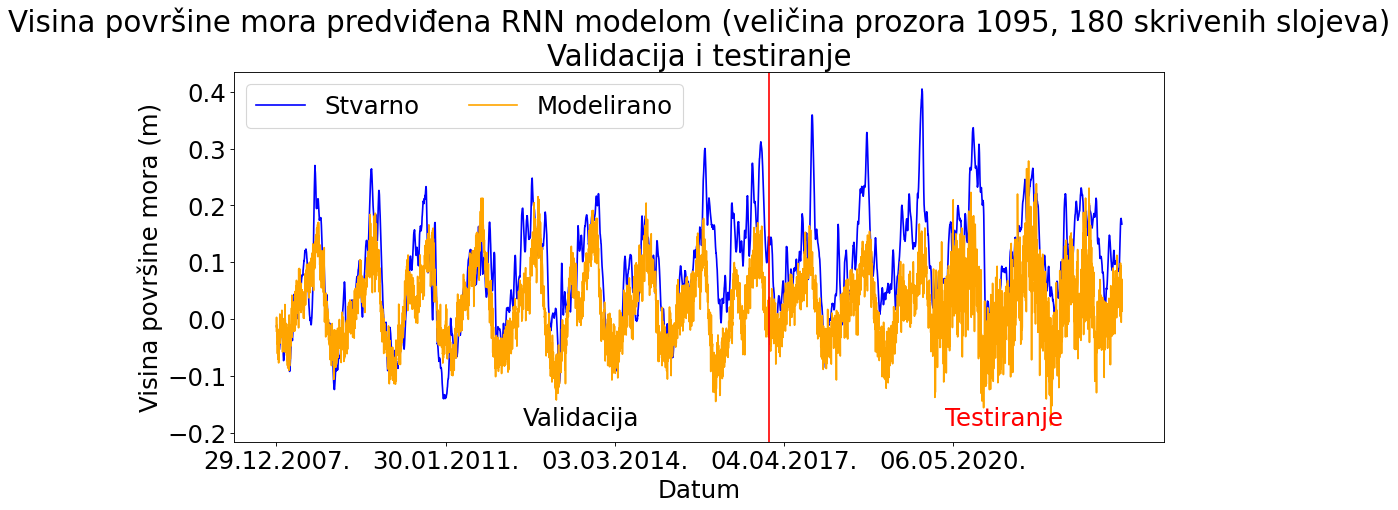 Visina površine mora predviđena RNN modelom (veličina prozora 1095, 180 skrivenih slojeva)
Validacija i testiranje
Stvarno
Modelirano
Visina površine mora (m)
0.4
0.3
0.2
0.1
0.0
−0.1
−0.2
Validacija
Testiranje
29.12.2007.
30.01.2011.
03.03.2014.
04.04.2017.
06.05.2020.
Datum